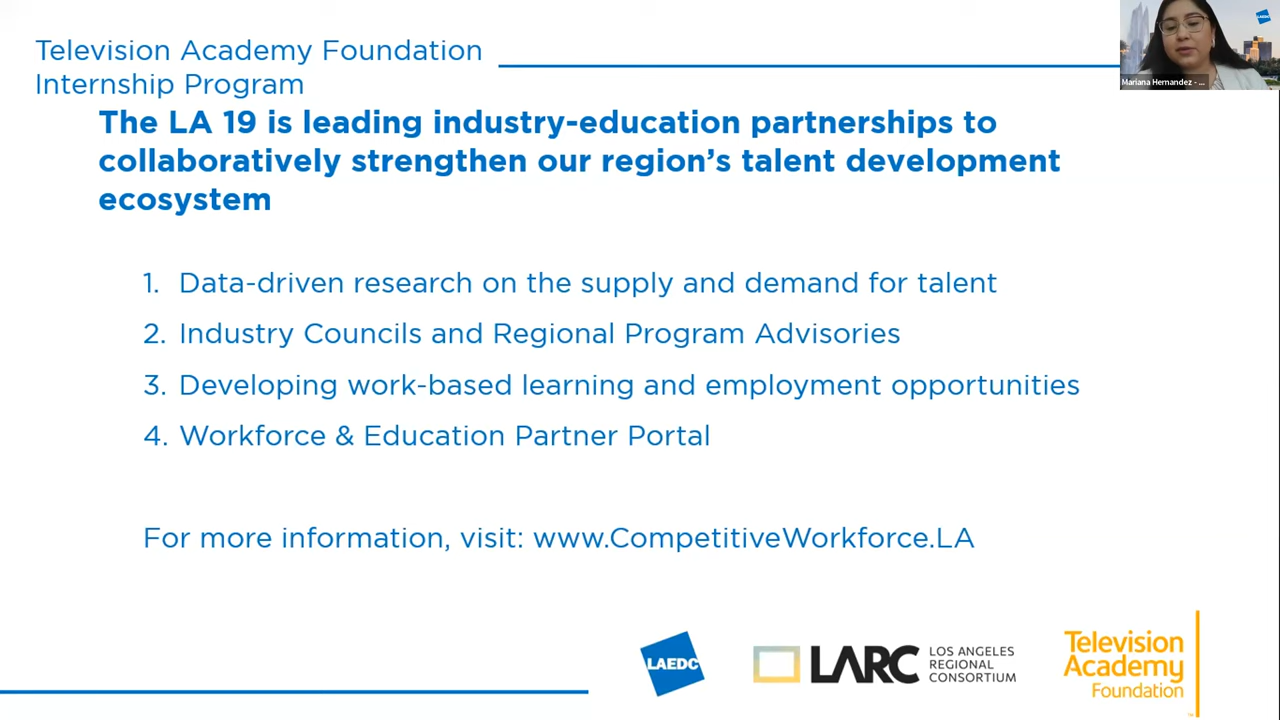 Television Academy Foundation
Internship Program
The LA 19 is leading industry-education partnerships to
collaboratively strengthen our region's talent development
ecosystem
1. Data-driven research on the supply and demand for talent
2. Industry Councils and Regional Program Advisories
3. Developing work-based learning and employment opportunities
4. Workforce & Education Partner Portal
For more information, visit: www.CompetitiveWorkforce.LA
LAEDC
Mariana Hernandez - ...
LAEDC
LARC
LOS ANGELES
REGIONAL
CONSORTIUM
Television
Academy
Foundation